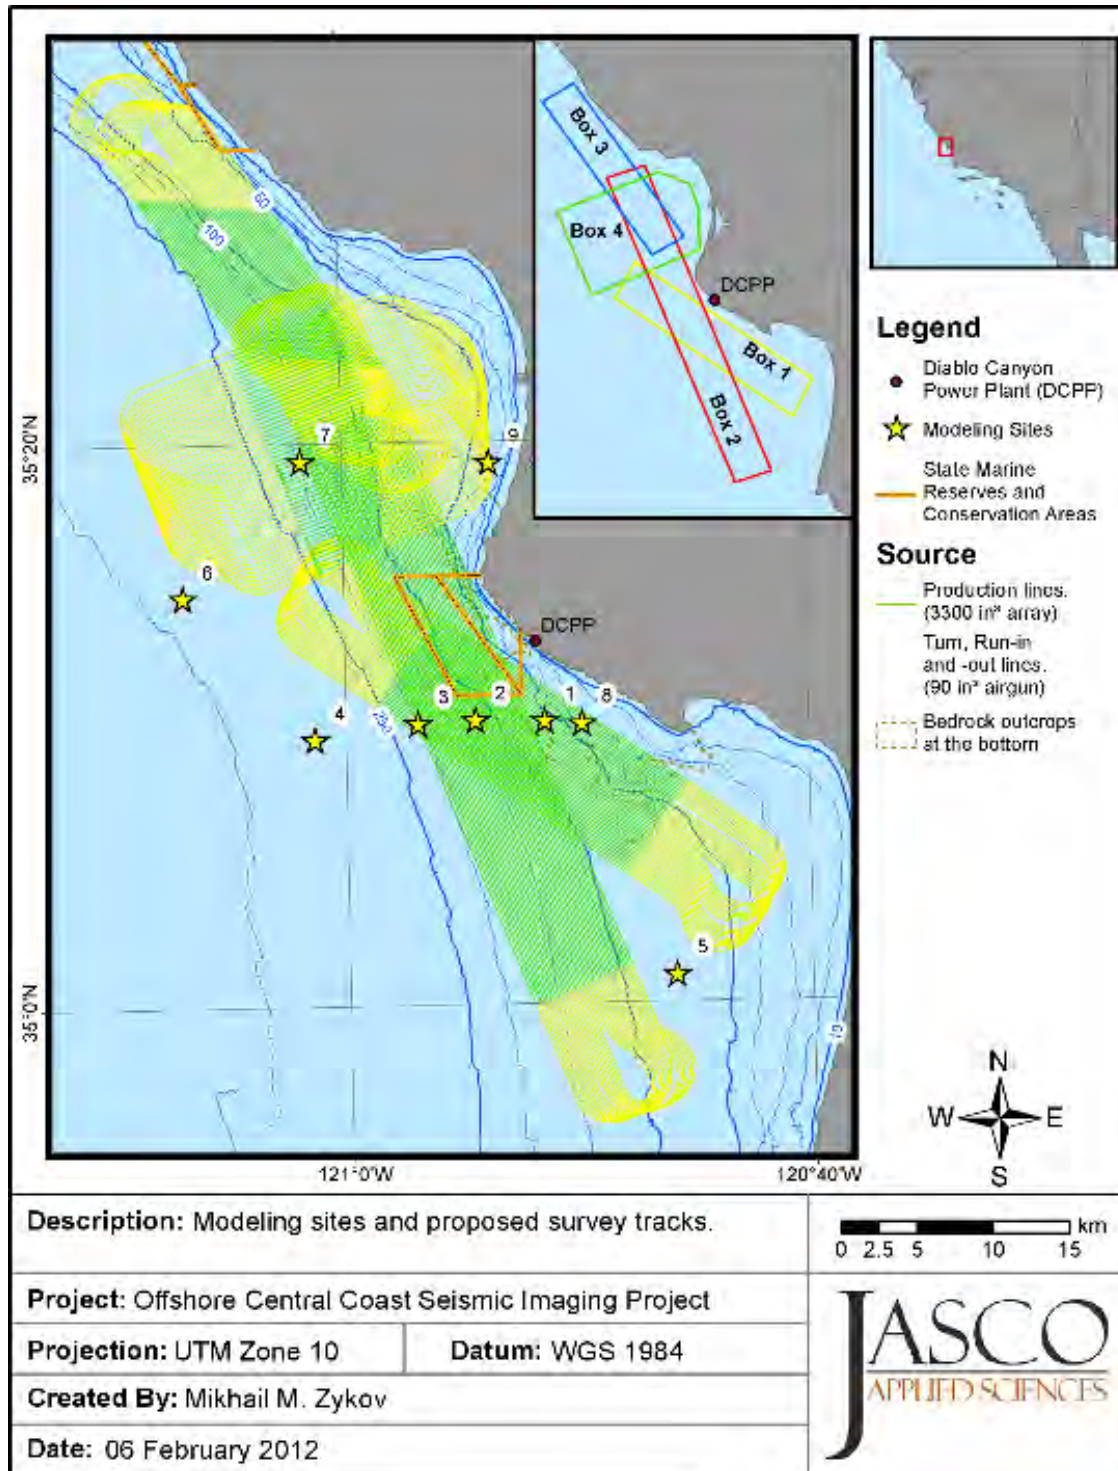 Box 3
Box 4
DCPP
Box 1
Box 2
60
100
35°20'N
7
9
6
DCPP
4
3
2
1
8
250
5
35°0'N
10
121°0'W
120°40'W
Legend
Diablo Canyon
Power Plant (DCPP)
Modeling Sites
State Marine
Reserves and
Conservation Areas
Source
Production lines.
(3300 in³ array)
Turn, Run-in
and -out lines.
(90 in³ airgun)
Bedrock outcrops
at the bottom
N
W E
S
Description: Modeling sites and proposed survey tracks.
km
0 2.5 5 10 15
Project: Offshore Central Coast Seismic Imaging Project
Projection: UTM Zone 10
Datum: WGS 1984
Created By: Mikhail M. Zykov
Date: 06 February 2012
JASCO
APPLIED SCIENCES